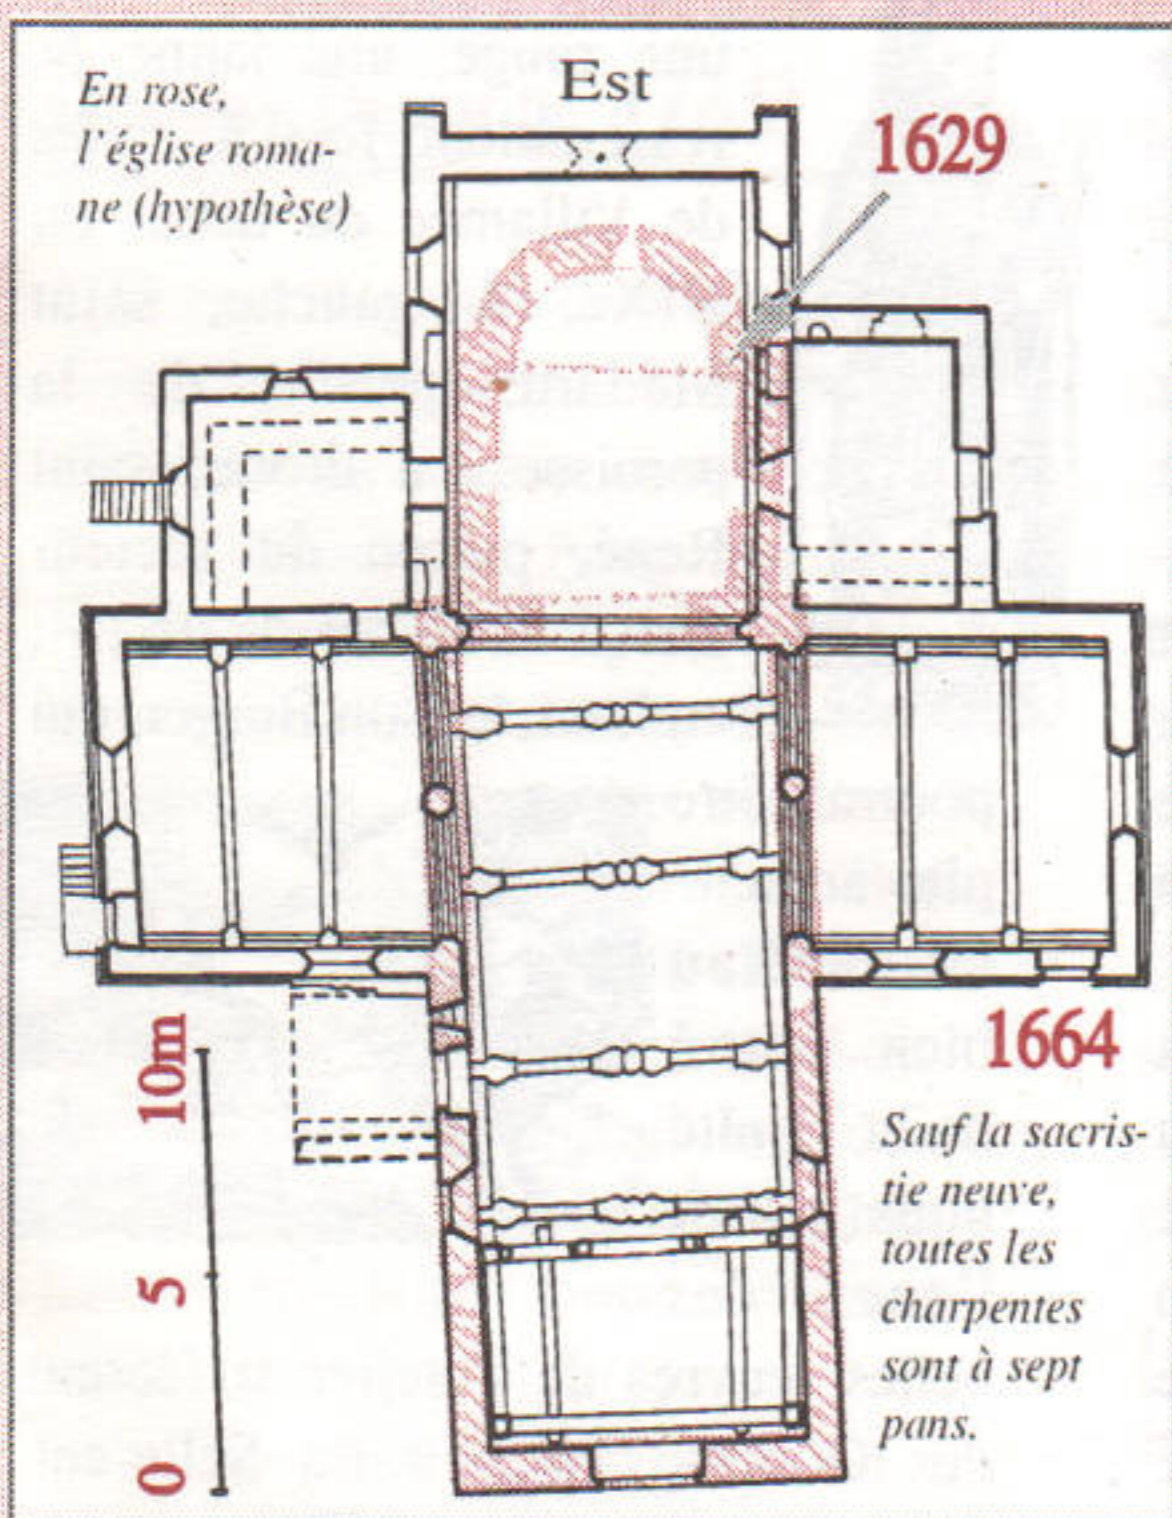 En rose,
l'église roma-
ne (hypothèse)
Est
1629
1664
Sauf la sacris-
tie neuve,
toutes les
charpentes
sont à sept
pans.
10m
5
0